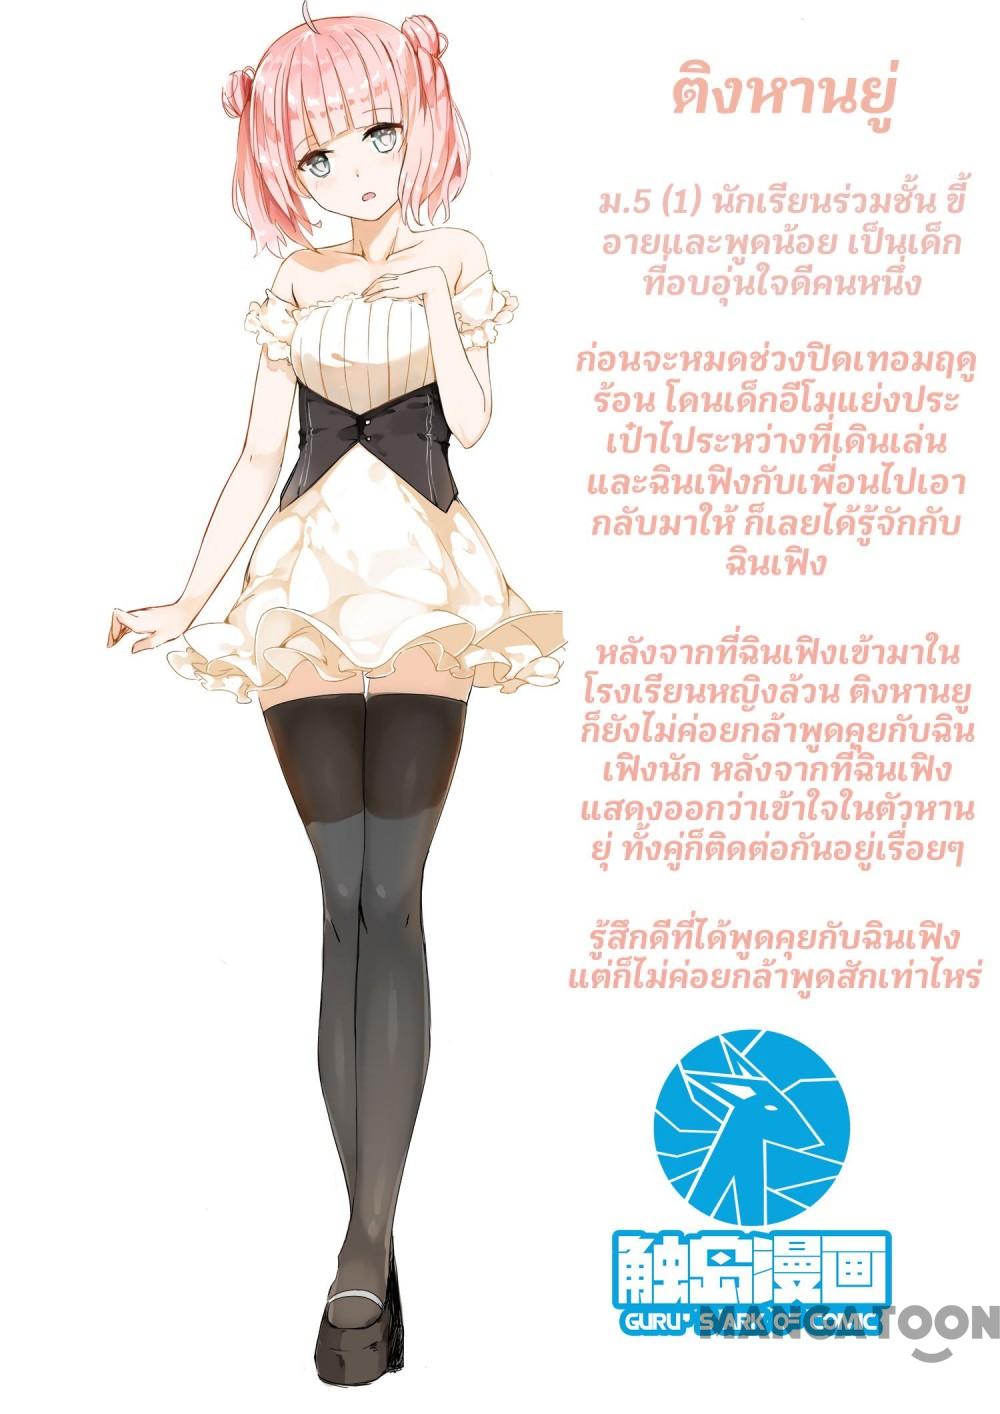 ติงหานยู่
ม.5 (1) นักเรียนร่วมชั้น ขี้
อายและพูดน้อย เป็นเด็ก
ที่อบอุ่นใจดีคนหนึ่ง
ก่อนจะหมดช่วงปิดเทอมฤดู
ร้อน โดนเด็กอีโมแย่งประ
เป๋าไประหว่างที่เดินเล่น
และฉินเฟิงกับเพื่อนไปเอา
กลับมาให้ ก็เลยได้รู้จักกับ
ฉินเฟิง
หลังจากที่ฉินเฟิงเข้ามาใน
โรงเรียนหญิงล้วน ติงหานยู
ก็ยังไม่ค่อยกล้าพูดคุยกับฉิน
เฟิงนัก หลังจากที่ฉินเฟิง
แสดงออกว่าเข้าใจในตัวหาน
ยุ่ ทั้งคู่ก็ติดต่อกันอยู่เรื่อยๆ
รู้สึกดีที่ได้พูดคุยกับฉินเฟิง
แต่ก็ไม่ค่อยกล้าพูดสักเท่าไหร่
触岛漫画
GURU' SPARK OF COMIC
MANGATOON